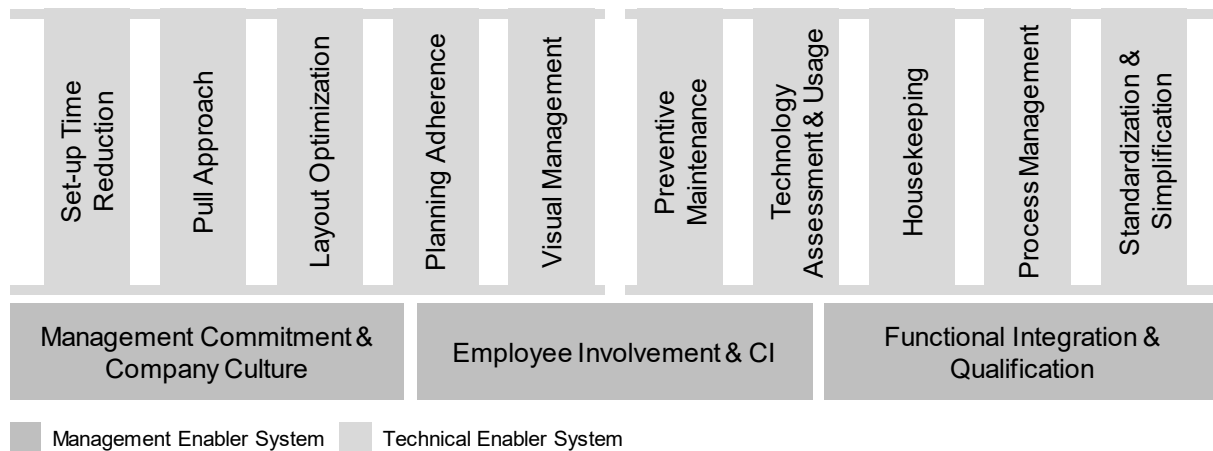 Set-up Time
Reduction
Pull Approach
Layout Optimization
Planning Adherence
Visual Management
Preventive
Maintenance
Technology
Assessment & Usage
Housekeeping
Process Management
Standardization &
Simplification
Management Commitment &
Company Culture
Employee Involvement & CI
Functional Integration &
Qualification
Management Enabler System
Technical Enabler System